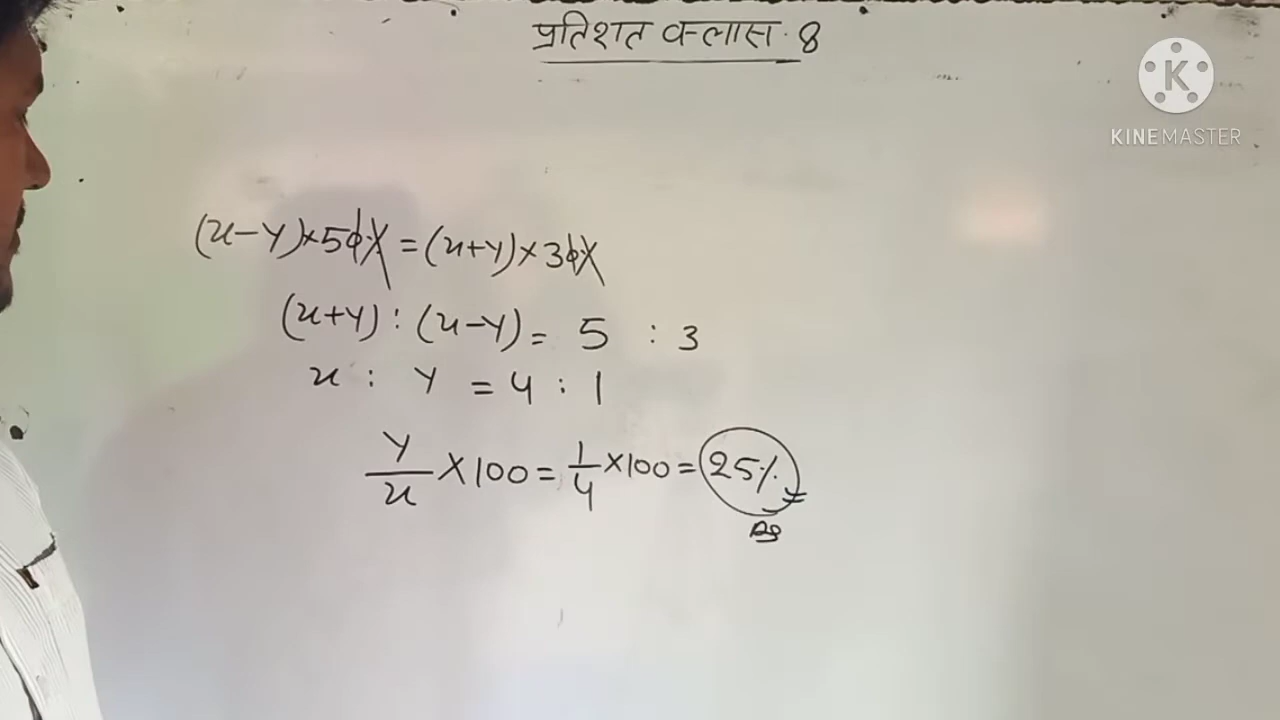 प्रतिशत क्लास. 8
KINEMASTER
(x-y)×50% = (x+y)×30%
(x+y) : (x-y) = 5 : 3
x : y = 4 : 1
y/x ×100 = 1/4 ×100 = 25%